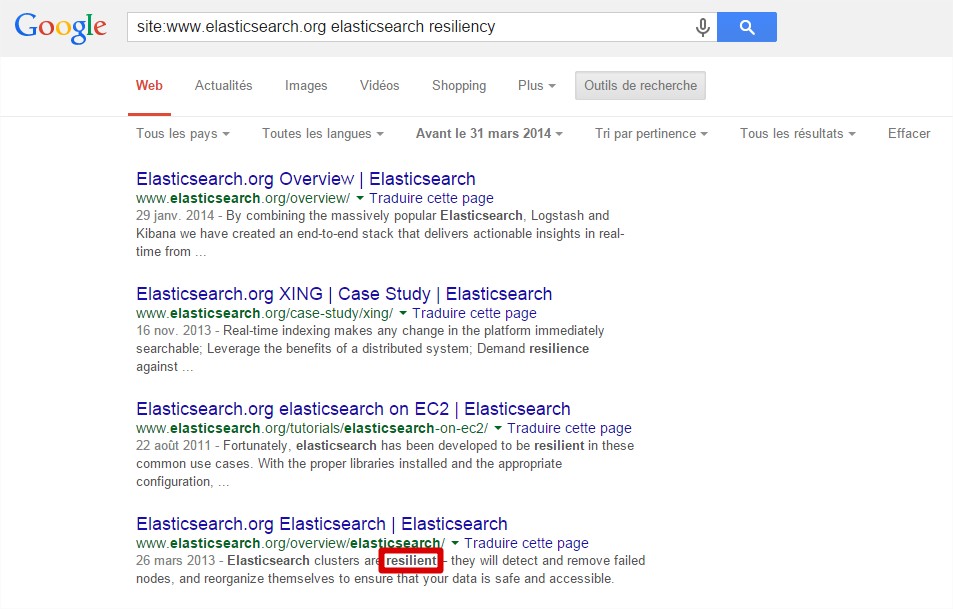 Google site:www.elasticsearch.org elasticsearch resiliency
Web Actualités Images Vidéos Shopping Plus Outils de recherche
Tous les pays Toutes les langues Avant le 31 mars 2014 Tri par pertinence Tous les résultats Effacer
Elasticsearch.org Overview | Elasticsearch
www.elasticsearch.org/overview/ Traduire cette page
29 janv. 2014 - By combining the massively popular Elasticsearch, Logstash and
Kibana we have created an end-to-end stack that delivers actionable insights in real-
time from ...
Elasticsearch.org XING | Case Study | Elasticsearch
www.elasticsearch.org/case-study/xing/ Traduire cette page
16 nov. 2013 - Real-time indexing makes any change in the platform immediately
searchable; Leverage the benefits of a distributed system; Demand resilience
against ...
Elasticsearch.org elasticsearch on EC2 | Elasticsearch
www.elasticsearch.org/tutorials/elasticsearch-on-ec2/ Traduire cette page
22 août 2011 - Fortunately, elasticsearch has been developed to be resilient in these
common use cases. With the proper libraries installed and the appropriate
configuration, ...
Elasticsearch.org Elasticsearch | Elasticsearch
www.elasticsearch.org/overview/elasticsearch/ Traduire cette page
26 mars 2013 - Elasticsearch clusters are resilient - they will detect and remove failed
nodes, and reorganize themselves to ensure that your data is safe and accessible.